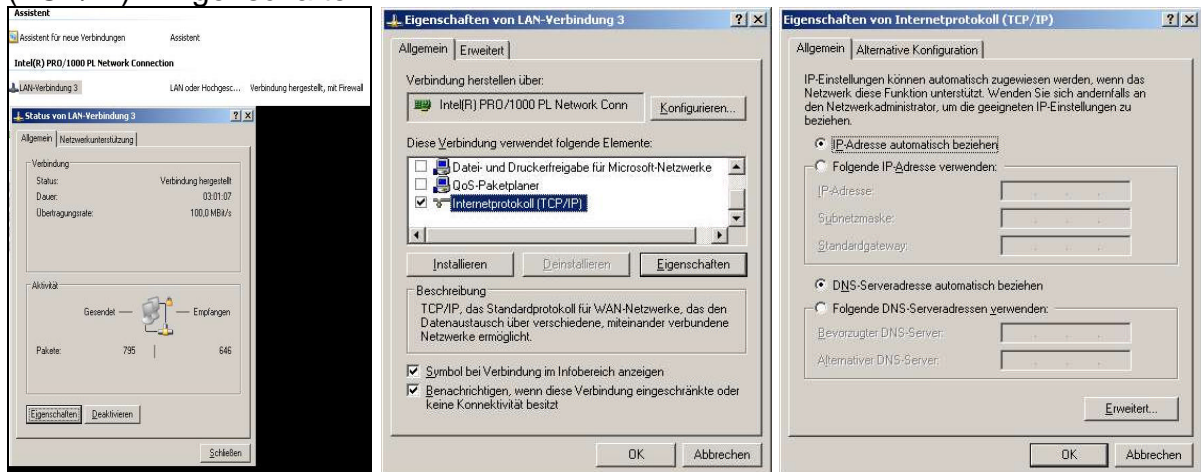 Assistent
Assistent für neue Verbindungen Assistent
Intel(R) PRO/1000 PL Network Connection
LAN-Verbindung 3 LAN oder Hochgesc... Verbindung hergestellt, mit Firewall
Status von LAN-Verbindung 3
Allgemein Netzwerkunterstützung
Verbindung
Status: Verbindung hergestellt
Dauer: 03:01:07
Übertragungsrate: 100,0 MBit/s
Aktivität
Gesendet Empfangen
Pakete: 795 646
Eigenschaften Deaktivieren
Schließen
Eigenschaften von LAN-Verbindung 3
Allgemein Erweitert
Verbindung herstellen über:
Intel(R) PRO/1000 PL Network Conn Konfigurieren...
Diese Verbindung verwendet folgende Elemente:
Datei- und Druckerfreigabe für Microsoft-Netzwerke
QoS-Paketplaner
Internetprotokoll (TCP/IP)
Installieren Deinstallieren Eigenschaften
Beschreibung
TCP/IP, das Standardprotokoll für WAN-Netzwerke, das den
Datenaustausch über verschiedene, miteinander verbundene
Netzwerke ermöglicht.
Symbol bei Verbindung im Infobereich anzeigen
Benachrichtigen, wenn diese Verbindung eingeschränkte oder
keine Konnektivität besitzt
OK Abbrechen
Eigenschaften von Internetprotokoll (TCP/IP)
Allgemein Alternative Konfiguration
IP-Einstellungen können automatisch zugewiesen werden, wenn das
Netzwerk diese Funktion unterstützt. Wenden Sie sich andernfalls an
den Netzwerkadministrator, um die geeigneten IP-Einstellungen zu
beziehen.
IP-Adresse automatisch beziehen
Folgende IP-Adresse verwenden:
IP-Adresse:
Subnetzmaske:
Standardgateway:
DNS-Serveradresse automatisch beziehen
Folgende DNS-Serveradressen verwenden:
Bevorzugter DNS-Server:
Alternativer DNS-Server:
Erweitert...
OK Abbrechen